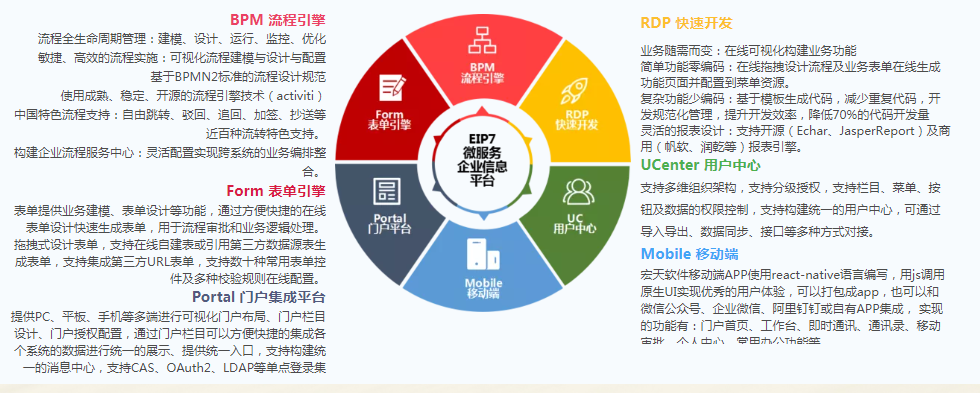 BPM 流程引擎
流程全生命周期管理：建模、设计、运行、监控、优化
敏捷、高效的流程实施：可视化流程建模与设计与配置
基于BPMN2标准的流程设计规范
使用成熟、稳定、开源的流程引擎技术（activiti）
中国特色流程支持：自由跳转、驳回、追回、加签、抄送等
近百种流转特色支持。
构建企业流程服务中心：灵活配置实现跨系统的业务编排整
合。
Form 表单引擎
表单提供业务建模、表单设计等功能，通过方便快捷的在线
表单设计快速生成表单，用于流程审批和业务逻辑处理。
拖拽式设计表单，支持在线自建表或引用第三方数据源表生
成表单，支持集成第三方URL表单，支持数十种常用表单控
件及多种校验规则在线配置。
Portal 门户集成平台
提供PC、平板、手机等多端进行可视化门户布局、门户栏目
设计、门户授权配置，通过门户栏目可以方便快捷的集成各
个系统的数据进行统一的展示、提供统一入口，支持构建统
一的消息中心，支持CAS、OAuth2、LDAP等单点登录集
BPM
流程引擎
Form
表单引擎
RDP
快速开发
EIP7
微服务
企业信息
平台
Portal
门户平台
UC
用户中心
Mobile
移动端
RDP 快速开发
业务随需而变：在线可视化构建业务功能
简单功能零编码：在线拖拽设计流程及业务表单在线生成
功能页面并配置到菜单资源。
复杂功能少编码：基于模板生成代码，减少重复代码，开
发规范化管理，提升开发效率，降低70%的代码开发量
灵活的报表设计：支持开源（Echar、JasperReport）及商
用（帆软、润乾等）报表引擎。
UCenter 用户中心
支持多维组织架构，支持分级授权，支持栏目、菜单、按
钮及数据的权限控制，支持构建统一的用户中心，可通过
导入导出、数据同步、接口等多种方式对接。
Mobile 移动端
宏天软件移动端APP使用react-native语言编写，用js调用
原生UI实现优秀的用户体验，可以打包成app，也可以和
微信公众号、企业微信、阿里钉钉或自有APP集成， 实现
的功能有：门户首页、工作台、即时通讯、通讯录、移动
审批、个人中心、常用办公功能等